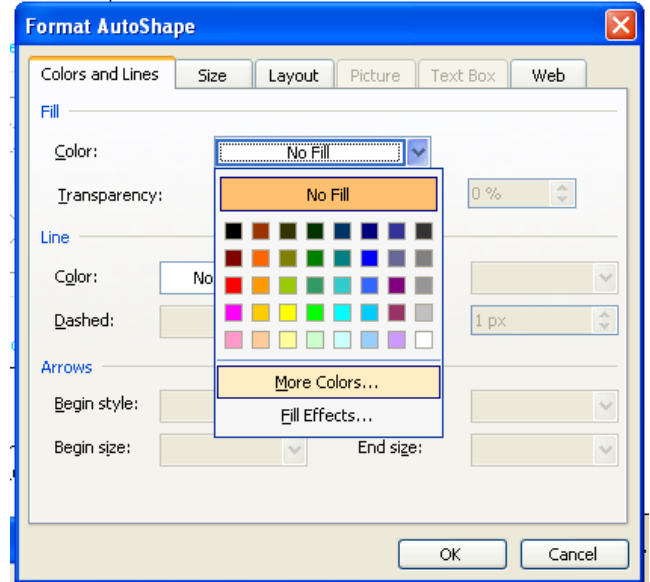 Format AutoShape
Colors and Lines Size Layout Picture Text Box Web
Fill
Color: No Fill
Transparency: No Fill 0 %
Line
Color: No
Dashed: 1 px
Arrows
More Colors...
Begin style:
Fill Effects...
Begin size: End size:
OK Cancel